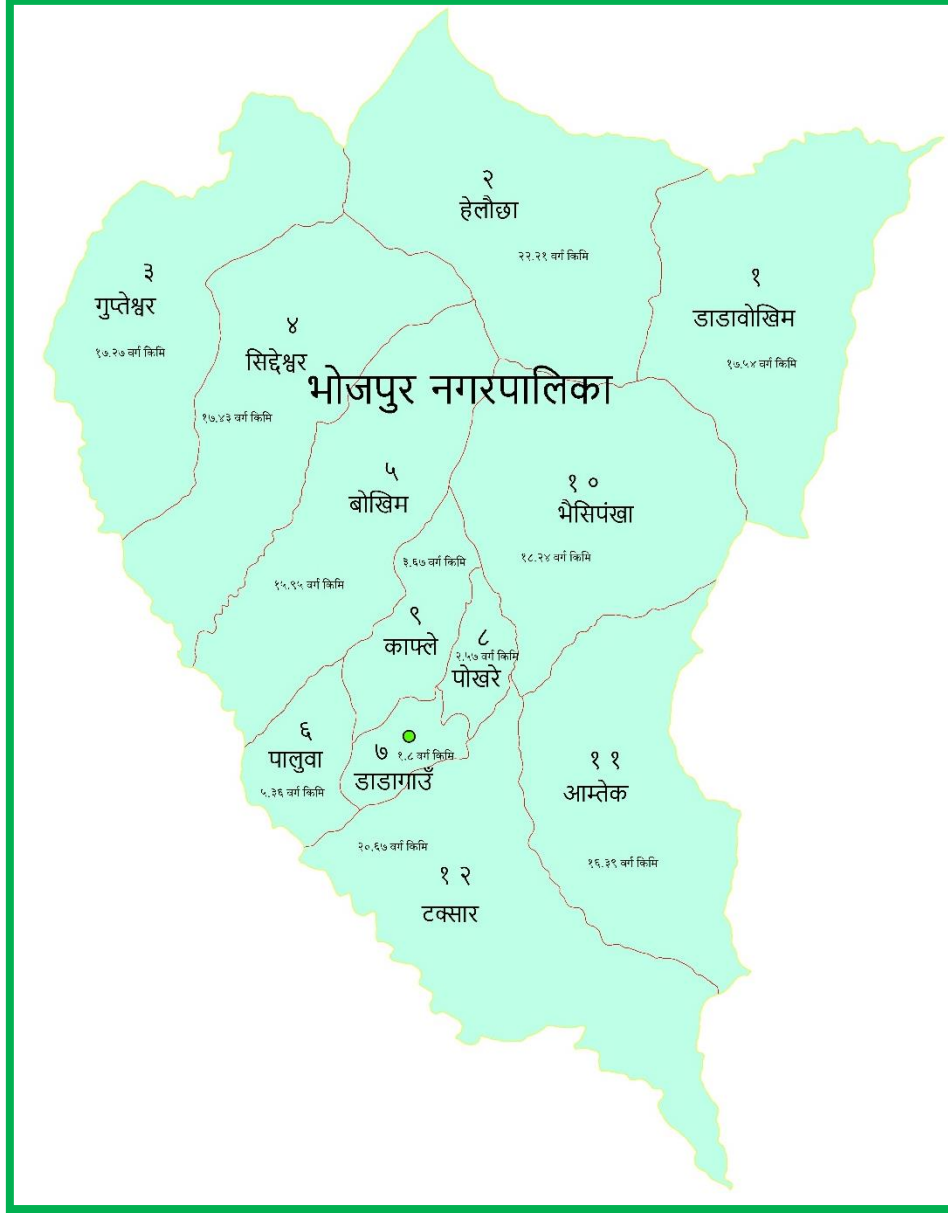 २
हेलौछा
२२.२१ वर्ग किमि
१
डाडावोखिम
१७.५४ वर्ग किमि
३
गुप्तेश्वर
१७.२७ वर्ग किमि
४
सिद्देश्वर
१७.४३ वर्ग किमि
भोजपुर नगरपालिका
५
बोखिम
१५.९५ वर्ग किमि
१०
भैसिपंखा
१८.२४ वर्ग किमि
३.६७ वर्ग किमि
९
काफ्ले
८
२.५७ वर्ग किमि
पोखरे
६
पालुवा
५.३६ वर्ग किमि
७ १.८ वर्ग किमि
डाडागाउँ
११
आम्तेक
१६.३९ वर्ग किमि
२०.६७ वर्ग किमि
१२
टक्सार